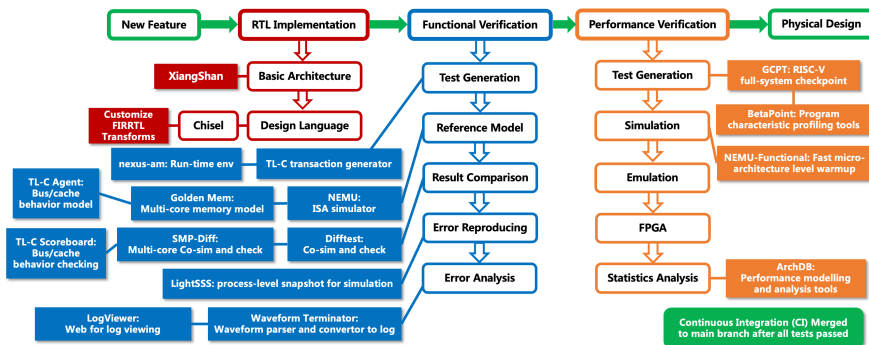 New Feature
RTL Implementation
Functional Verification
Performance Verification
Physical Design
XiangShan
Basic Architecture
Customize
FIRRTL
Transforms
Chisel
Design Language
Test Generation
Reference Model
nexus-am: Run-time env
TL-C transaction generator
TL-C Agent:
Bus/cache
behavior model
Golden Mem:
Multi-core memory model
NEMU:
ISA simulator
Result Comparison
TL-C Scoreboard:
Bus/cache
behavior checking
SMP-Diff:
Multi-core Co-sim and check
Difftest:
Co-sim and check
Error Reproducing
LightSSS: process-level snapshot for simulation
Error Analysis
LogViewer:
Web for log viewing
Waveform Terminator:
Waveform parser and convertor to log
Test Generation
GCPT: RISC-V
full-system checkpoint
BetaPoint: Program
characteristic profiling tools
Simulation
NEMU-Functional: Fast micro-
architecture level warmup
Emulation
FPGA
Statistics Analysis
ArchDB:
Performance modelling
and analysis tools
Continuous Integration (CI) Merged
to main branch after all tests passed